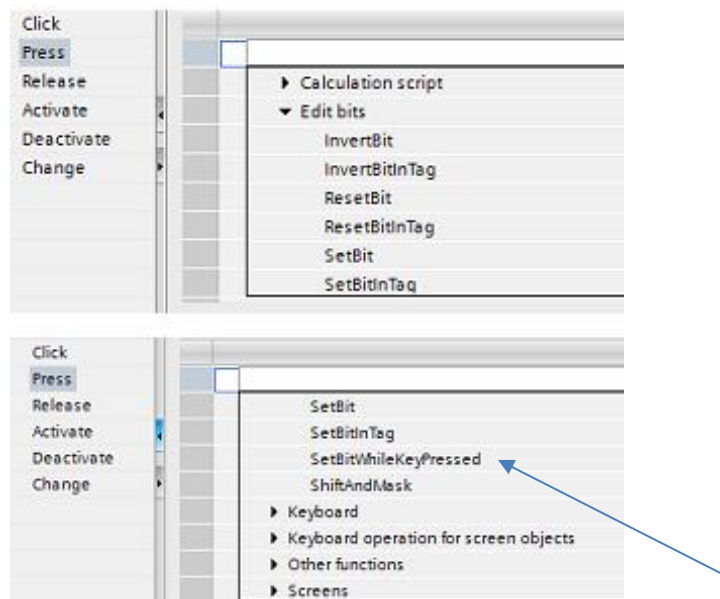 Click
Press
Release
Activate
Deactivate
Change
Calculation script
Edit bits
InvertBit
InvertBitInTag
ResetBit
ResetBitInTag
SetBit
SetBitInTag
Click
Press
Release
Activate
Deactivate
Change
SetBit
SetBitInTag
SetBitWhileKeyPressed
ShiftAndMask
Keyboard
Keyboard operation for screen objects
Other functions
Screens